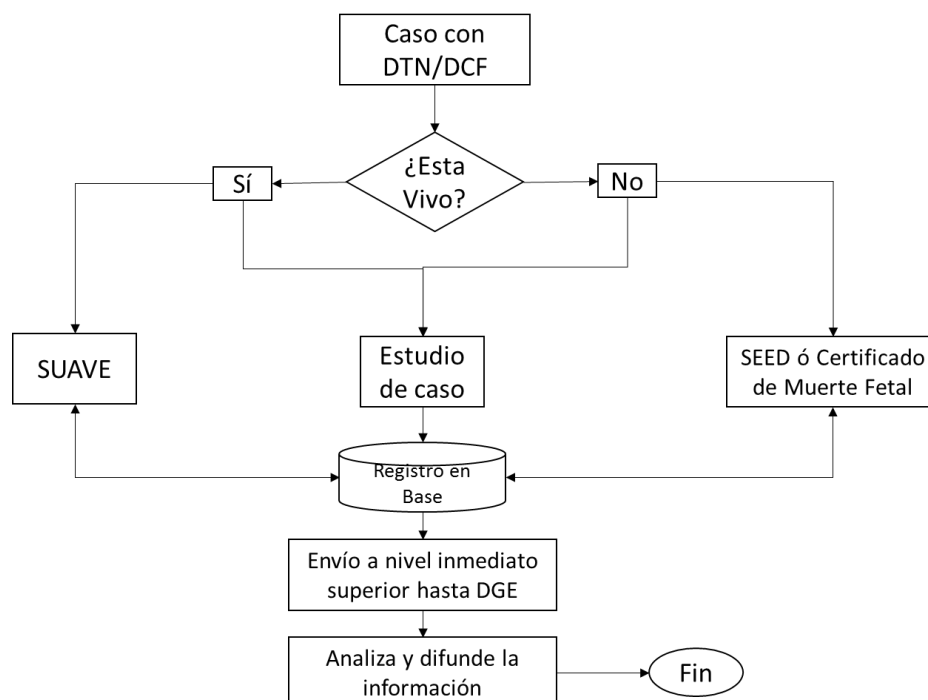 Caso con
DTN/DCF
¿Esta
Vivo?
Sí
No
SUAVE
Estudio
de caso
SEED ó Certificado
de Muerte Fetal
Registro en
Base
Envío a nivel inmediato
superior hasta DGE
Analiza y difunde la
información
Fin